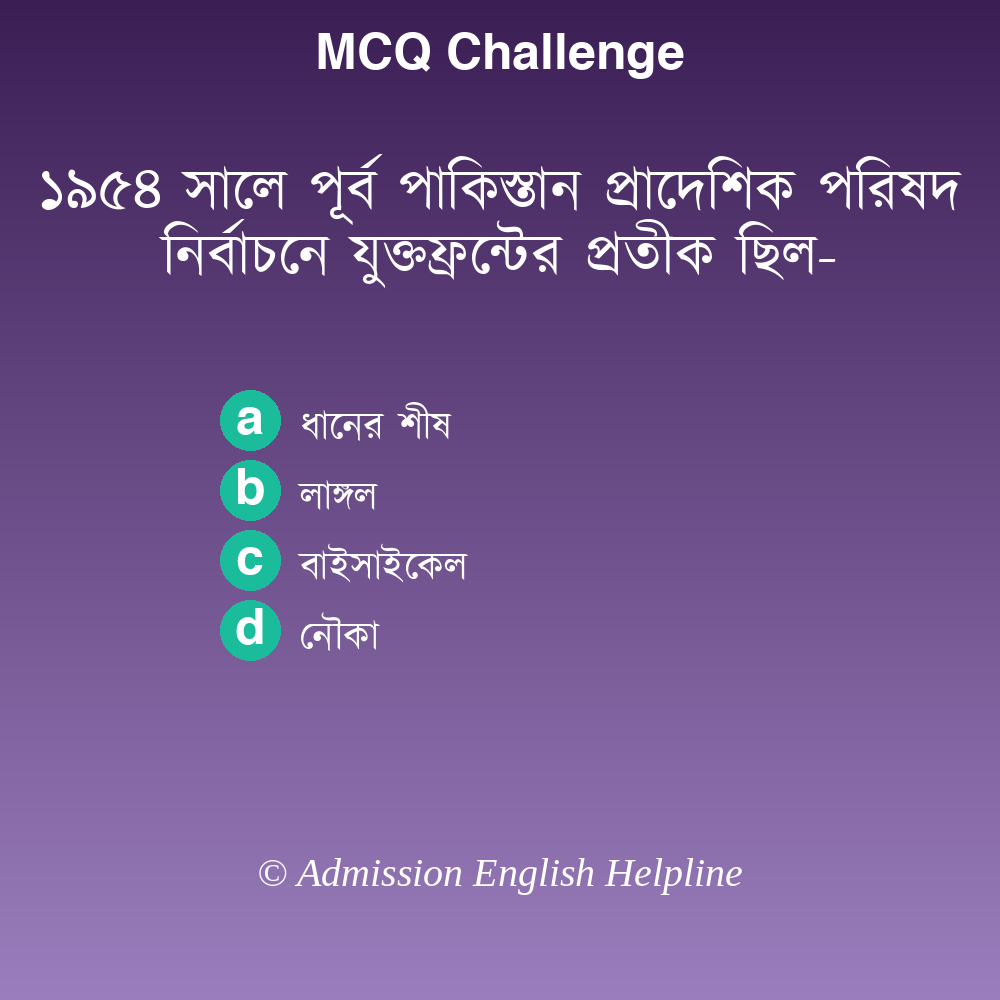 MCQ Challenge
১৯৫৪ সালে পূর্ব পাকিস্তান প্রাদেশিক পরিষদ
নির্বাচনে যুক্তফ্রন্টের প্রতীক ছিল-
a ধানের শীষ
b লাঙ্গল
c বাইসাইকেল
d নৌকা
© Admission English Helpline